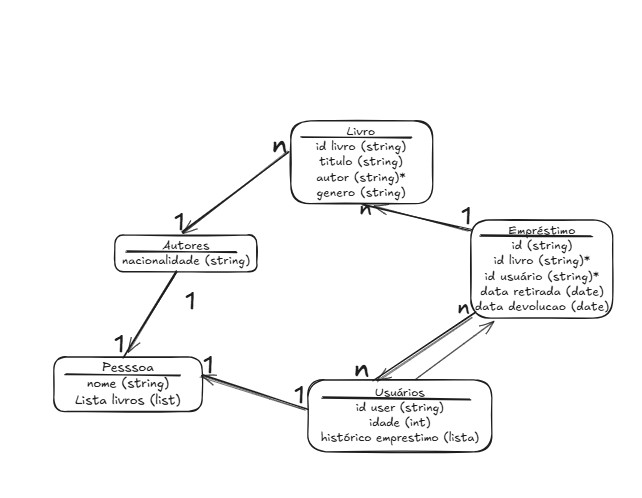 Livro
id livro (string)
titulo (string)
autor (string)*
genero (string)
n
n
1
Empréstimo
id (string)
id livro (string)*
id usuário (string)*
data retirada (date)
data devolucao (date)
n
1
Autores
nacionalidade (string)
1
1
Pesssoa
nome (string)
Lista livros (list)
1
1
n
Usuários
id user (string)
idade (int)
histórico emprestimo (lista)